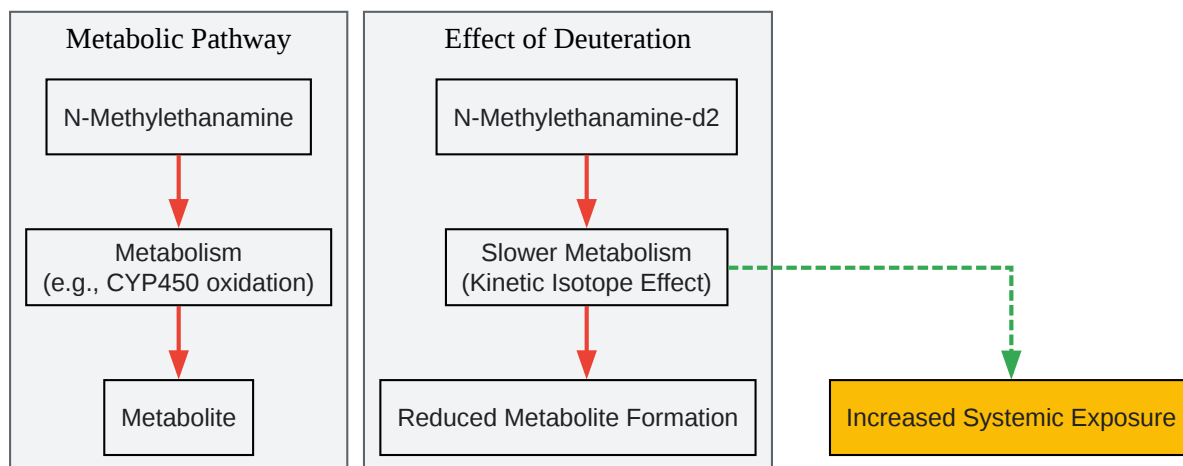 Metabolic Pathway
N-Methylethanamine
Metabolism
(e.g., CYP450 oxidation)
Metabolite
Effect of Deuteration
N-Methylethanamine-d2
Slower Metabolism
(Kinetic Isotope Effect)
Reduced Metabolite Formation
Increased Systemic Exposure